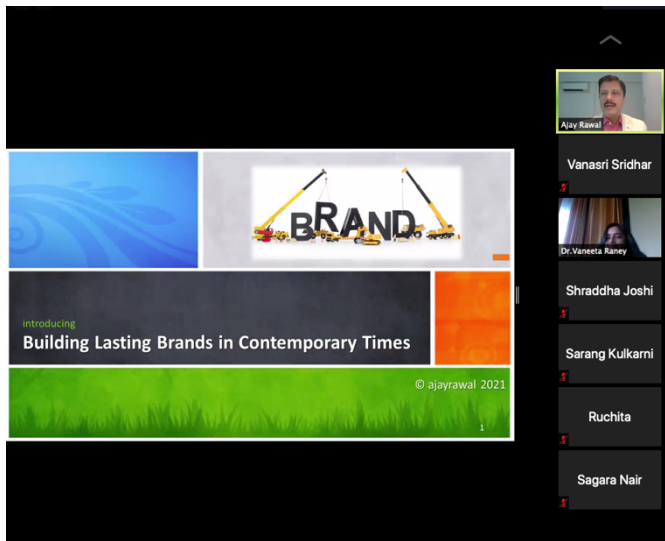 BRAND
introducing
Building Lasting Brands in Contemporary Times
© ajayrawal 2021
1
Ajay Rawal
Vanasri Sridhar
Dr.Vaneeta Raney
Shraddha Joshi
Sarang Kulkarni
Ruchita
Sagara Nair